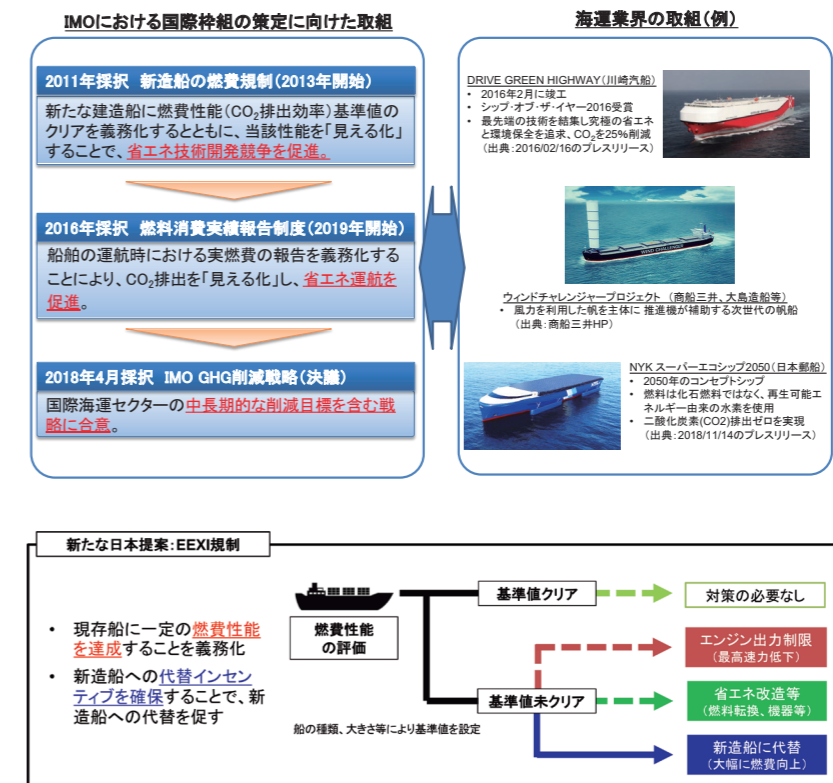 IMOにおける国際枠組の策定に向けた取組
2011年採択 新造船の燃費規制(2013年開始)
新たな建造船に燃費性能(CO₂排出効率)基準値の
クリアを義務化するとともに、当該性能を「見える化」
することで、省エネ技術開発競争を促進。
2016年採択 燃料消費実績報告制度(2019年開始)
船舶の運航時における実燃費の報告を義務化する
ことにより、CO₂排出を「見える化」し、省エネ運航を
促進。
2018年4月採択 IMO GHG削減戦略(決議)
国際海運セクターの中長期的な削減目標を含む戦
略に合意。
海運業界の取組(例)
DRIVE GREEN HIGHWAY(川崎汽船)
• 2016年2月に竣工
• シップ・オブ・ザ・イヤー2016受賞
• 最先端の技術を結集し究極の省エネ
と環境保全を追求、CO₂を25%削減
(出典:2016/02/16のプレスリリース)
WIND CHALLENGER
ウィンドチャレンジャープロジェクト (商船三井、大島造船等)
• 風力を利用した帆を主体に 推進機が補助する次世代の帆船
(出典:商船三井HP)
NYK スーパーエコシップ2050(日本郵船)
• 2050年のコンセプトシップ
• 燃料は化石燃料ではなく、再生可能エ
ネルギー由来の水素を使用
• 二酸化炭素(CO2)排出ゼロを実現
(出典:2018/11/14のプレスリリース)
新たな日本提案:EEXI規制
• 現存船に一定の燃費性能
を達成することを義務化
• 新造船への代替インセン
ティブを確保することで、新
造船への代替を促す
燃費性能
の評価
船の種類、大きさ等により基準値を設定
基準値クリア
対策の必要なし
基準値未クリア
エンジン出力制限
(最高速力低下)
省エネ改造等
(燃料転換、機器等)
新造船に代替
(大幅に燃費向上)